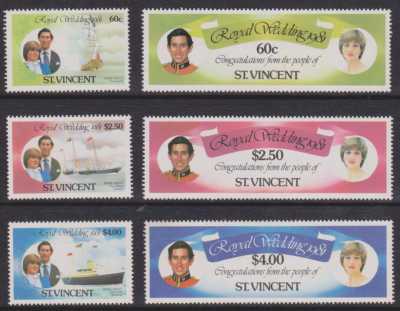 Royal Wedding 1981
60c
ST.VINCENT
Royal Wedding 1981
60c
Congratulations from the people of
ST.VINCENT
Royal Wedding 1981
$2.50
ST.VINCENT
Royal Wedding 1981
$2.50
Congratulations from the people of
ST.VINCENT
Royal Wedding 1981
$4.00
ST.VINCENT
Royal Wedding 1981
$4.00
Congratulations from the people of
ST.VINCENT